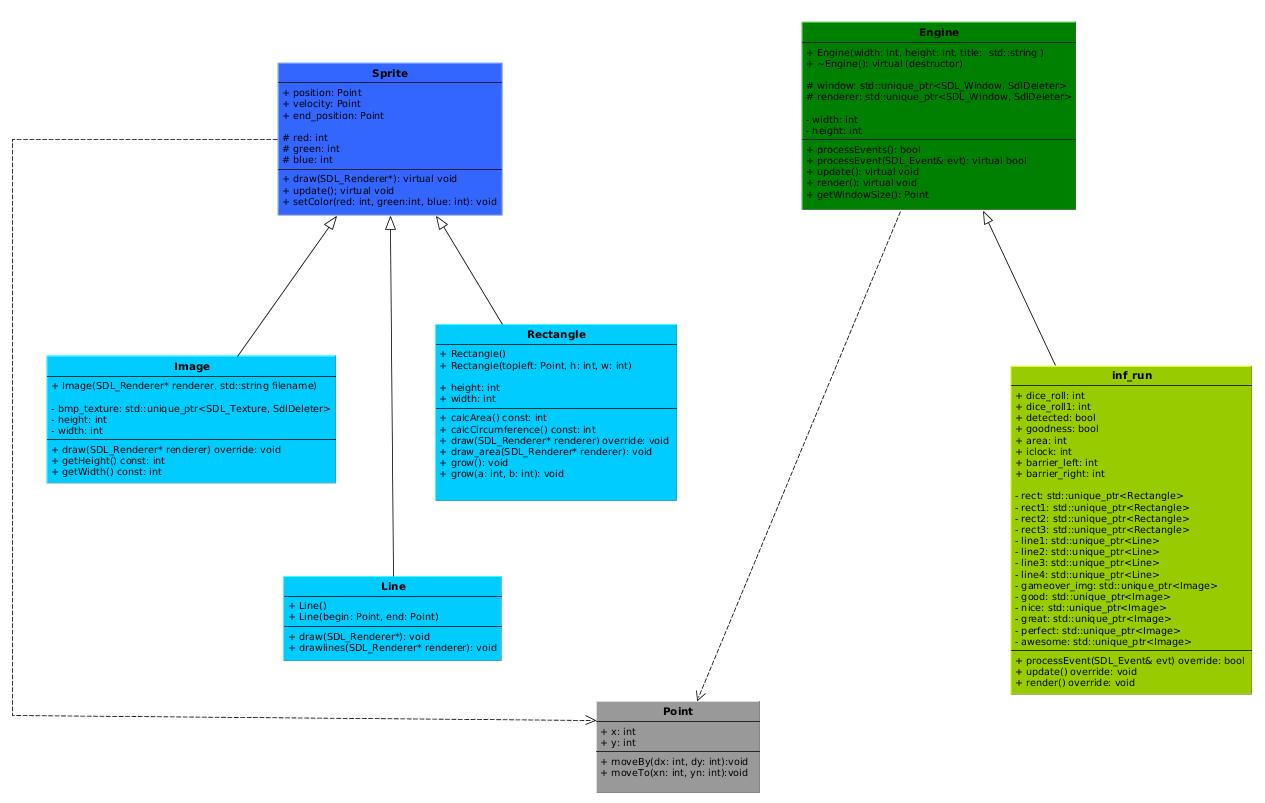 Engine
+ Engine(width: int, height: int, title:  std::string )
+ ~Engine(): virtual (destructor)
# window: std::unique_ptr<SDL_Window, SdlDeleter>
# renderer: std::unique_ptr<SDL_Window, SdlDeleter>
- width: int
- height: int
+ processEvents(): bool
+ processEvent(SDL_Event& evt): virtual bool
+ update(): virtual void
+ render(): virtual void
+ getWindowSize(): Point
Sprite
+ position: Point
+ velocity: Point
+ end_position: Point
# red: int
# green: int
# blue: int
+ draw(SDL_Renderer*): virtual void
+ update(); virtual void
+ setColor(red: int, green:int, blue: int): void
Rectangle
+ Rectangle()
+ Rectangle(topleft: Point, h: int, w: int)
+ height: int
+ width: int
+ calcArea() const: int
+ calcCircumference() const: int
+ draw(SDL_Renderer* renderer) override: void
+ draw_area(SDL_Renderer* renderer): void
+ grow(): void
+ grow(a: int, b: int): void
Image
+ Image(SDL_Renderer* renderer, std::string filename)
- bmp_texture: std::unique_ptr<SDL_Texture, SdlDeleter>
- height: int
- width: int
+ draw(SDL_Renderer* renderer) override: void
+ getHeight() const: int
+ getWidth() const: int
inf_run
+ dice_roll: int
+ dice_roll1: int
+ detected: bool
+ goodness: bool
+ area: int
+ iclock: int
+ barrier_left: int
+ barrier_right: int
- rect: std::unique_ptr<Rectangle>
- rect1: std::unique_ptr<Rectangle>
- rect2: std::unique_ptr<Rectangle>
- rect3: std::unique_ptr<Rectangle>
- line1: std::unique_ptr<Line>
- line2: std::unique_ptr<Line>
- line3: std::unique_ptr<Line>
- line4: std::unique_ptr<Line>
- gameover_img: std::unique_ptr<Image>
- good: std::unique_ptr<Image>
- nice: std::unique_ptr<Image>
- great: std::unique_ptr<Image>
- perfect: std::unique_ptr<Image>
- awesome: std::unique_ptr<Image>
+ processEvent(SDL_Event& evt) override: bool
+ update() override: void
+ render() override: void
Line
+ Line()
+ Line(begin: Point, end: Point)
+ draw(SDL_Renderer*): void
+ drawlines(SDL_Renderer* renderer): void
Point
+ x: int
+ y: int
+ moveBy(dx: int, dy: int):void
+ moveTo(xn: int, yn: int):void